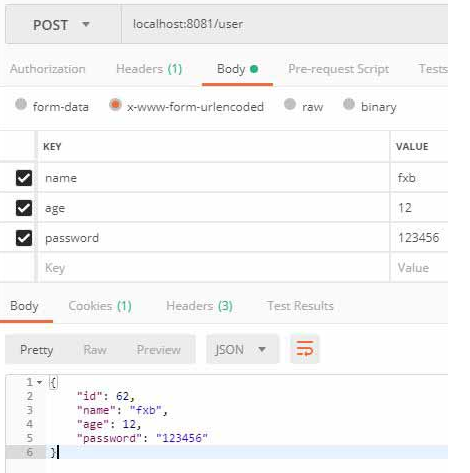 POST localhost:8081/user
Authorization Headers (1) Body Pre-request Script Tests
form-data x-www-form-urlencoded raw binary
KEY VALUE
name fxb
age 12
password 123456
Key Value
Body Cookies (1) Headers (3) Test Results
Pretty Raw Preview JSON
1 {
2 "id": 62,
3 "name": "fxb",
4 "age": 12,
5 "password": "123456"
6 }